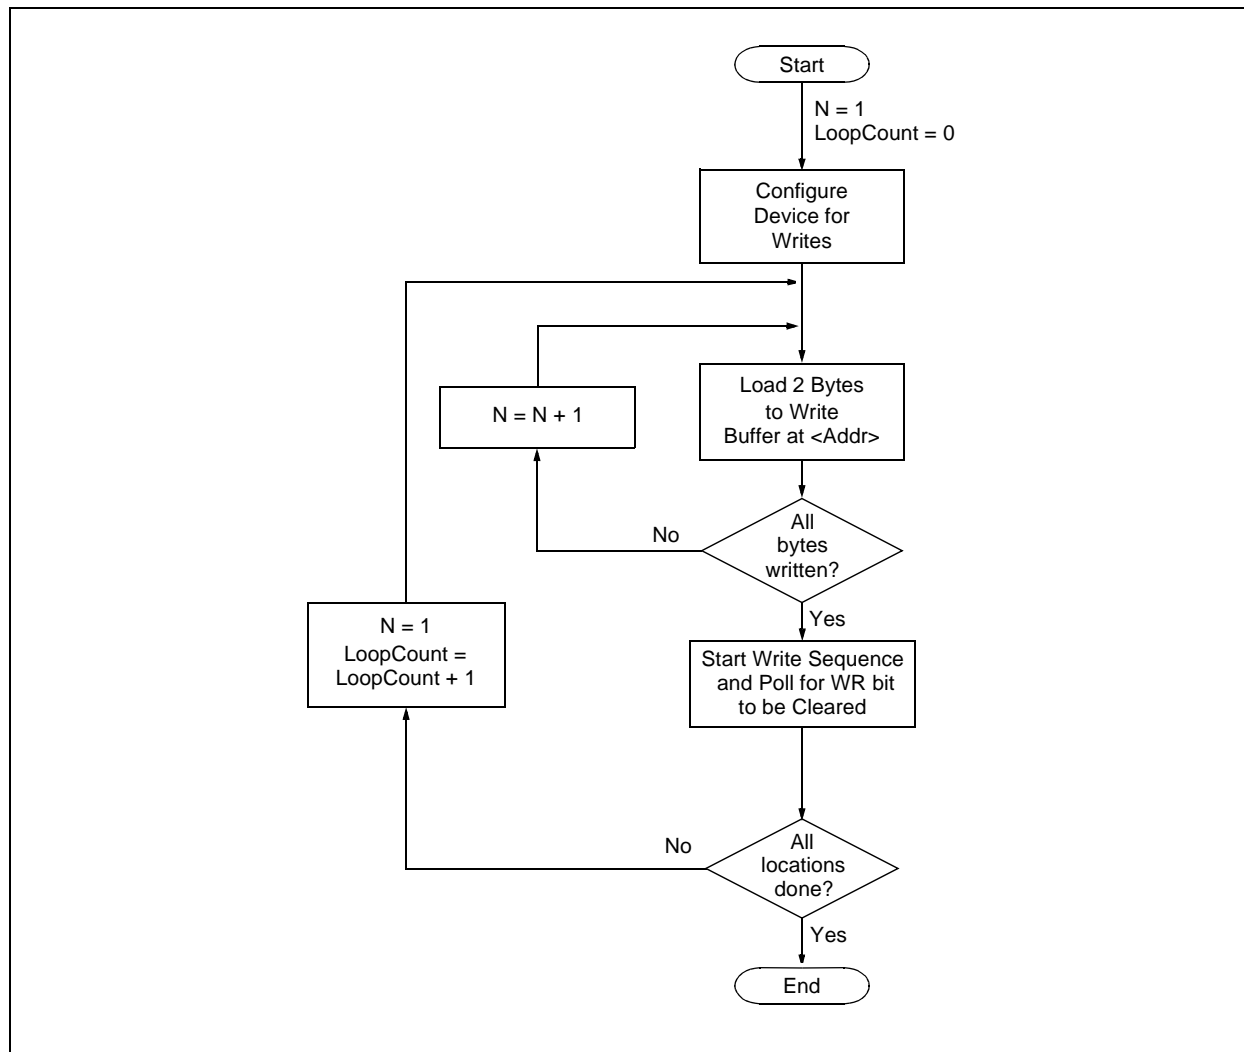 Start
N = 1
LoopCount = 0
Configure
Device for
Writes
Load 2 Bytes
to Write
Buffer at <Addr>
N = N + 1
All
bytes
written?
No
Yes
N = 1
LoopCount =
LoopCount + 1
Start Write Sequence
and Poll for WR bit
to be Cleared
All
locations
done?
No
Yes
End